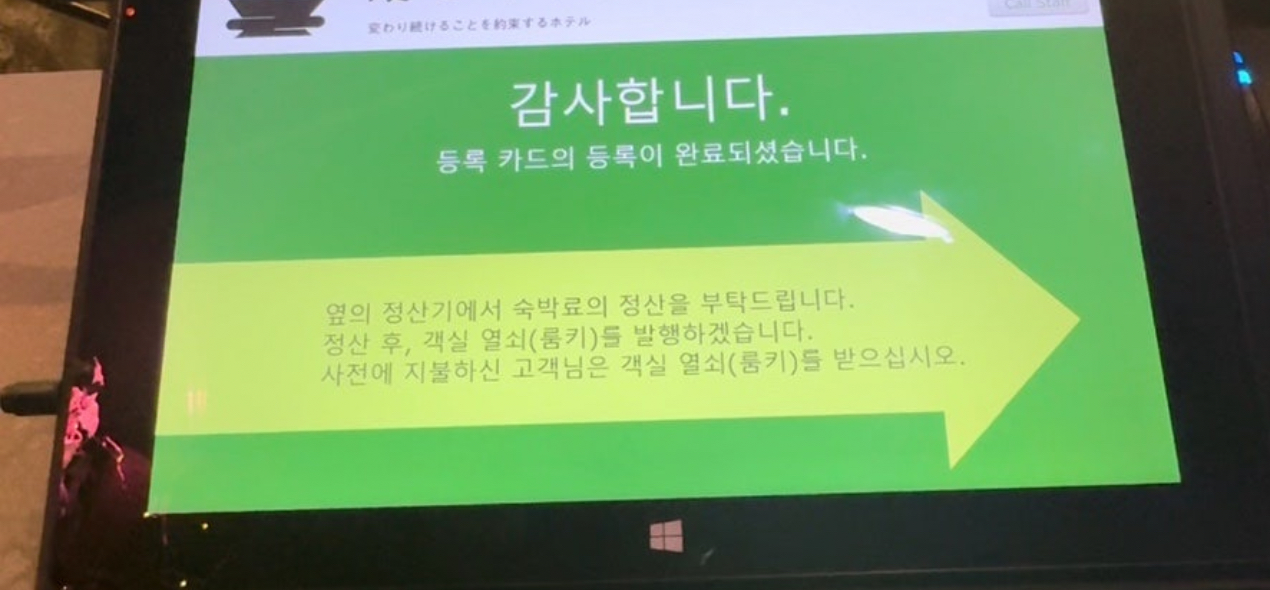 変わり続けることを約束するホテル
Call Staff
감사합니다.
등록 카드의 등록이 완료되셨습니다.
옆의 정산기에서 숙박료의 정산을 부탁드립니다.
정산 후, 객실 열쇠(룸키)를 발행하겠습니다.
사전에 지불하신 고객님은 객실 열쇠(룸키)를 받으십시오.